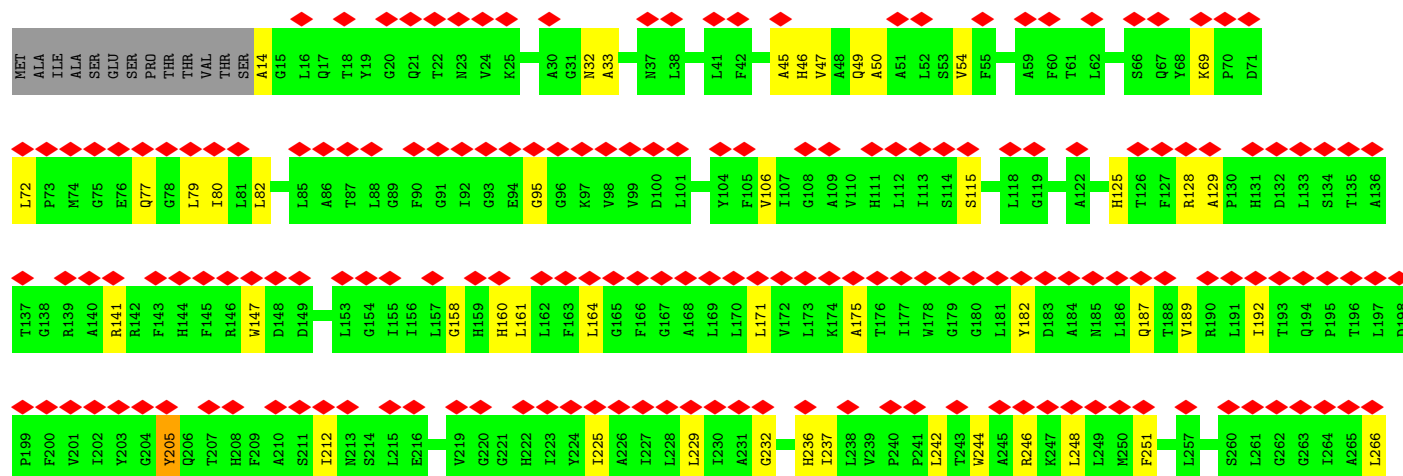 MET ALA ILE ALA SER GLU SER PRO THR THR VAL THR SER A14 G15 L16 Q17 T18 Y19 G20 Q21 T22 N23 V24 K25 A30 G31 N32 A33 N37 L38 L41 F42 A45 H46 V47 A48 Q49 A50 A51 L52 S53 V54 F55 A59 F60 T61 L62 S66 Q67 Y68 K69 P70 D71
L72 P73 M74 G75 E76 Q77 G78 L79 I80 L81 L82 L85 A86 T87 L88 G89 F90 G91 I92 G93 E94 G95 G96 K97 V98 V99 D100 L101 Y104 F105 V106 I107 G108 A109 V110 H111 L112 I113 S114 S115 L118 G119 A122 H125 T126 F127 R128 A129 P130 H131 D132 L133 S134 T135 A136
T137 G138 R139 A140 R141 R142 F143 H144 F145 R146 W147 D148 D149 L153 G154 I155 I156 L157 G158 H159 H160 L161 L162 F163 L164 G165 F166 G167 A168 L169 L170 L171 V172 L173 K174 A175 T176 I177 W178 G179 G180 L181 Y182 D183 A184 N185 L186 Q187 T188 V189 R190 L191 I192 T193 Q194 P195 T196 L197 D198
P199 F200 V201 I202 Y203 G204 Y205 Q206 T207 H208 F209 A210 S211 I212 N213 S214 L215 E216 V219 G220 G221 H222 I223 Y224 I225 A226 I227 L228 L229 I230 A231 G232 H236 I237 L238 V239 P240 P241 L242 T243 W244 A245 R246 K247 L248 L249 M250 F251 L257 S260 L261 G262 G263 I264 A265 L266